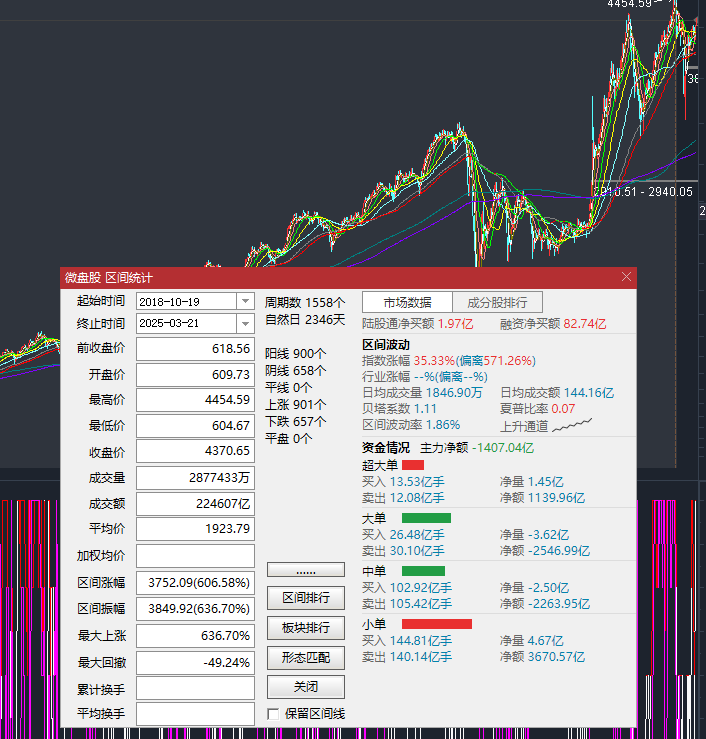 4454.59
36
2910.51 - 2940.05
2
微盘股 区间统计
起始时间 2018-10-19
终止时间 2025-03-21
前收盘价 618.56
开盘价 609.73
最高价 4454.59
最低价 604.67
收盘价 4370.65
成交量 2877433万
成交额 224607亿
平均价 1923.79
加权均价
区间涨幅 3752.09(606.58%)
区间振幅 3849.92(636.70%)
最大上涨 636.70%
最大回撤 -49.24%
累计换手
平均换手
周期数 1558个
自然日 2346天
阳线 900个
阴线 658个
平线 0个
上涨 901个
下跌 657个
平盘 0个
......
区间排行
板块排行
形态匹配
关闭
保留区间线
市场数据 成分股排行
陆股通净买额 1.97亿 融资净买额 82.74亿
区间波动
指数涨幅 35.33%(偏离571.26%)
行业涨幅 --%(偏离--%)
日均成交量 1846.90万 日均成交额 144.16亿
贝塔系数 1.11 夏普比率 0.07
区间波动率 1.86% 上升通道
资金情况 主力净额 -1407.04亿
超大单
买入 13.53亿手 净量 1.45亿
卖出 12.08亿手 净额 1139.96亿
大单
买入 26.48亿手 净量 -3.62亿
卖出 30.10亿手 净额 -2546.99亿
中单
买入 102.92亿手 净量 -2.50亿
卖出 105.42亿手 净额 -2263.95亿
小单
买入 144.81亿手 净量 4.67亿
卖出 140.14亿手 净额 3670.57亿